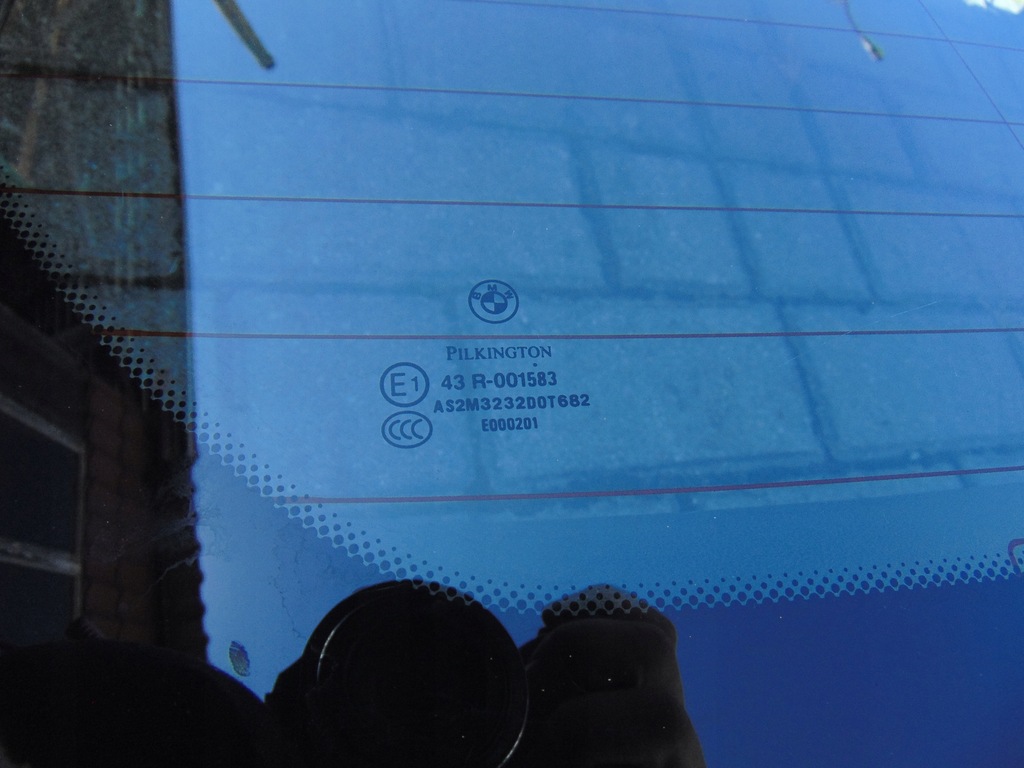 BMW
PILKINGTON
E1 43 R-001583
AS2M3232D0T682
CCC E000201